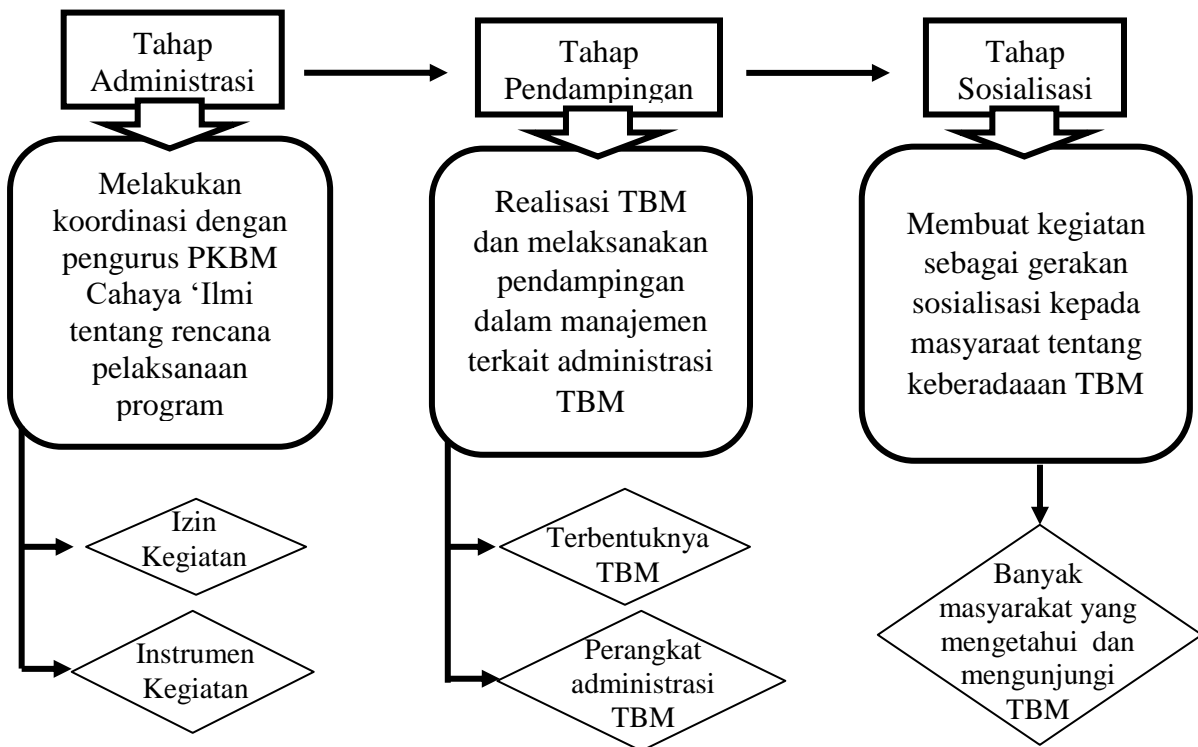 Tahap
Administrasi
Tahap
Pendampingan
Tahap
Sosialisasi
Melakukan
koordinasi dengan
pengurus PKBM
Cahaya ‘Ilmi
tentang rencana
pelaksanaan
program
Realisasi TBM
dan melaksanakan
pendampingan
dalam manajemen
terkait administrasi
TBM
Membuat kegiatan
sebagai gerakan
sosialisasi kepada
masyaraat tentang
keberadaaan TBM
Izin
Kegiatan
Instrumen
Kegiatan
Terbentuknya
TBM
Perangkat
administrasi
TBM
Banyak
masyarakat yang
mengetahui dan
mengunjungi
TBM